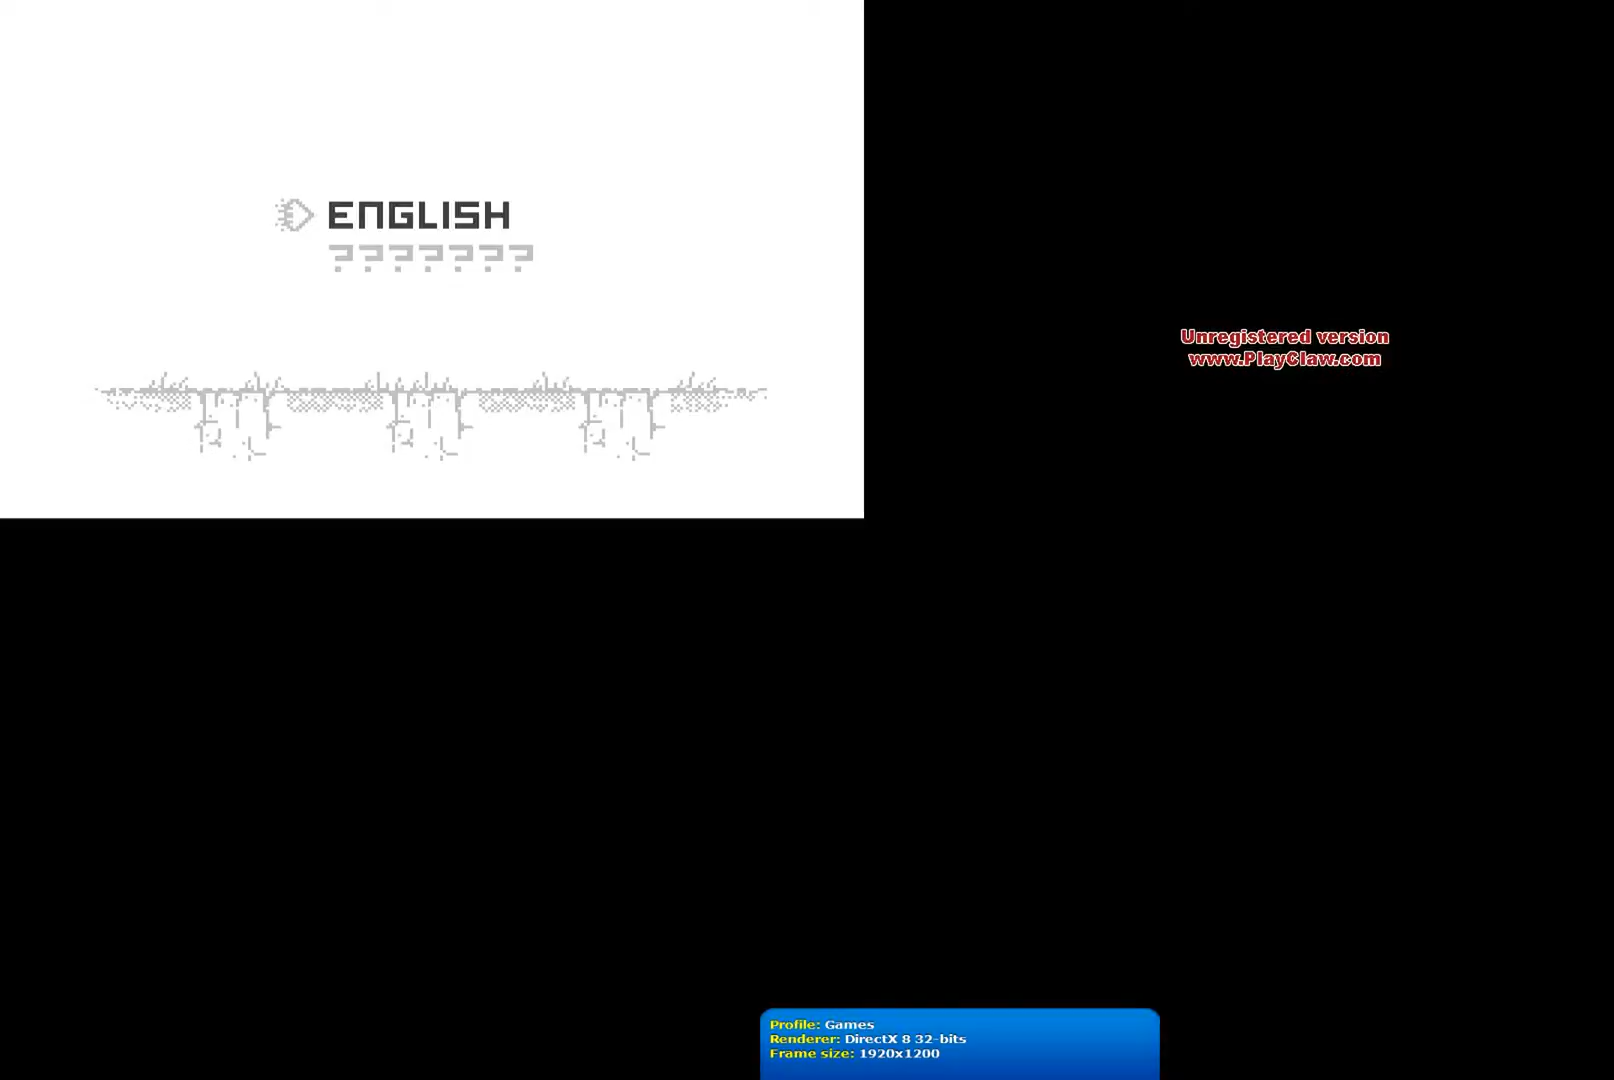 ENGLISH
???????
Unregistered version
www.PlayClaw.com
Profile: Games
Renderer: DirectX 8 32-bits
Frame size: 1920x1200